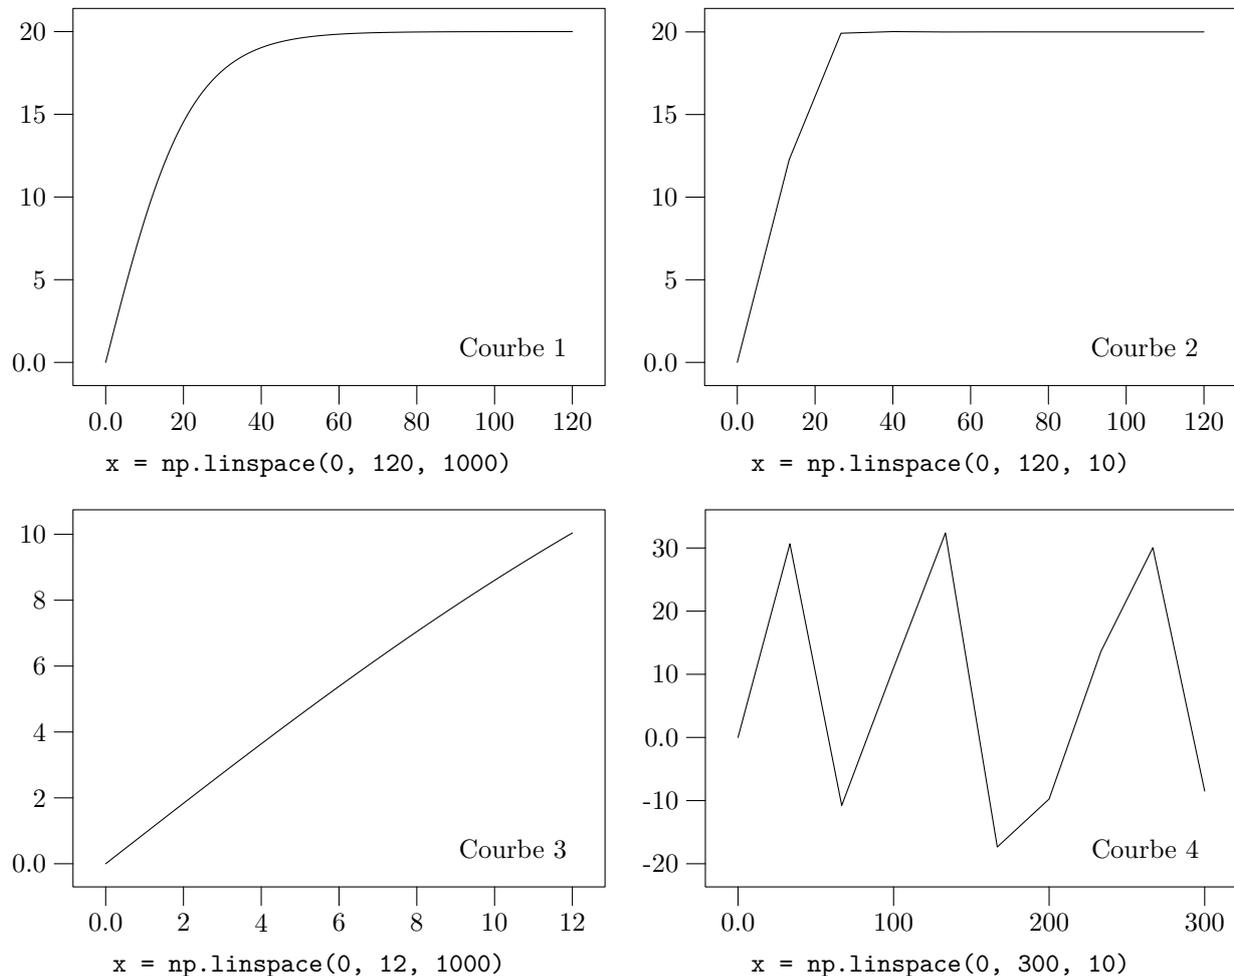 20
15
10
5
0.0
Courbe 1
0.0 20 40 60 80 100 120
x = np.linspace(0, 120, 1000)
20
15
10
5
0.0
Courbe 2
0.0 20 40 60 80 100 120
x = np.linspace(0, 120, 10)
10
8
6
4
2
0.0
Courbe 3
0.0 2 4 6 8 10 12
x = np.linspace(0, 12, 1000)
30
20
10
0.0
-10
-20
Courbe 4
0.0 100 200 300
x = np.linspace(0, 300, 10)